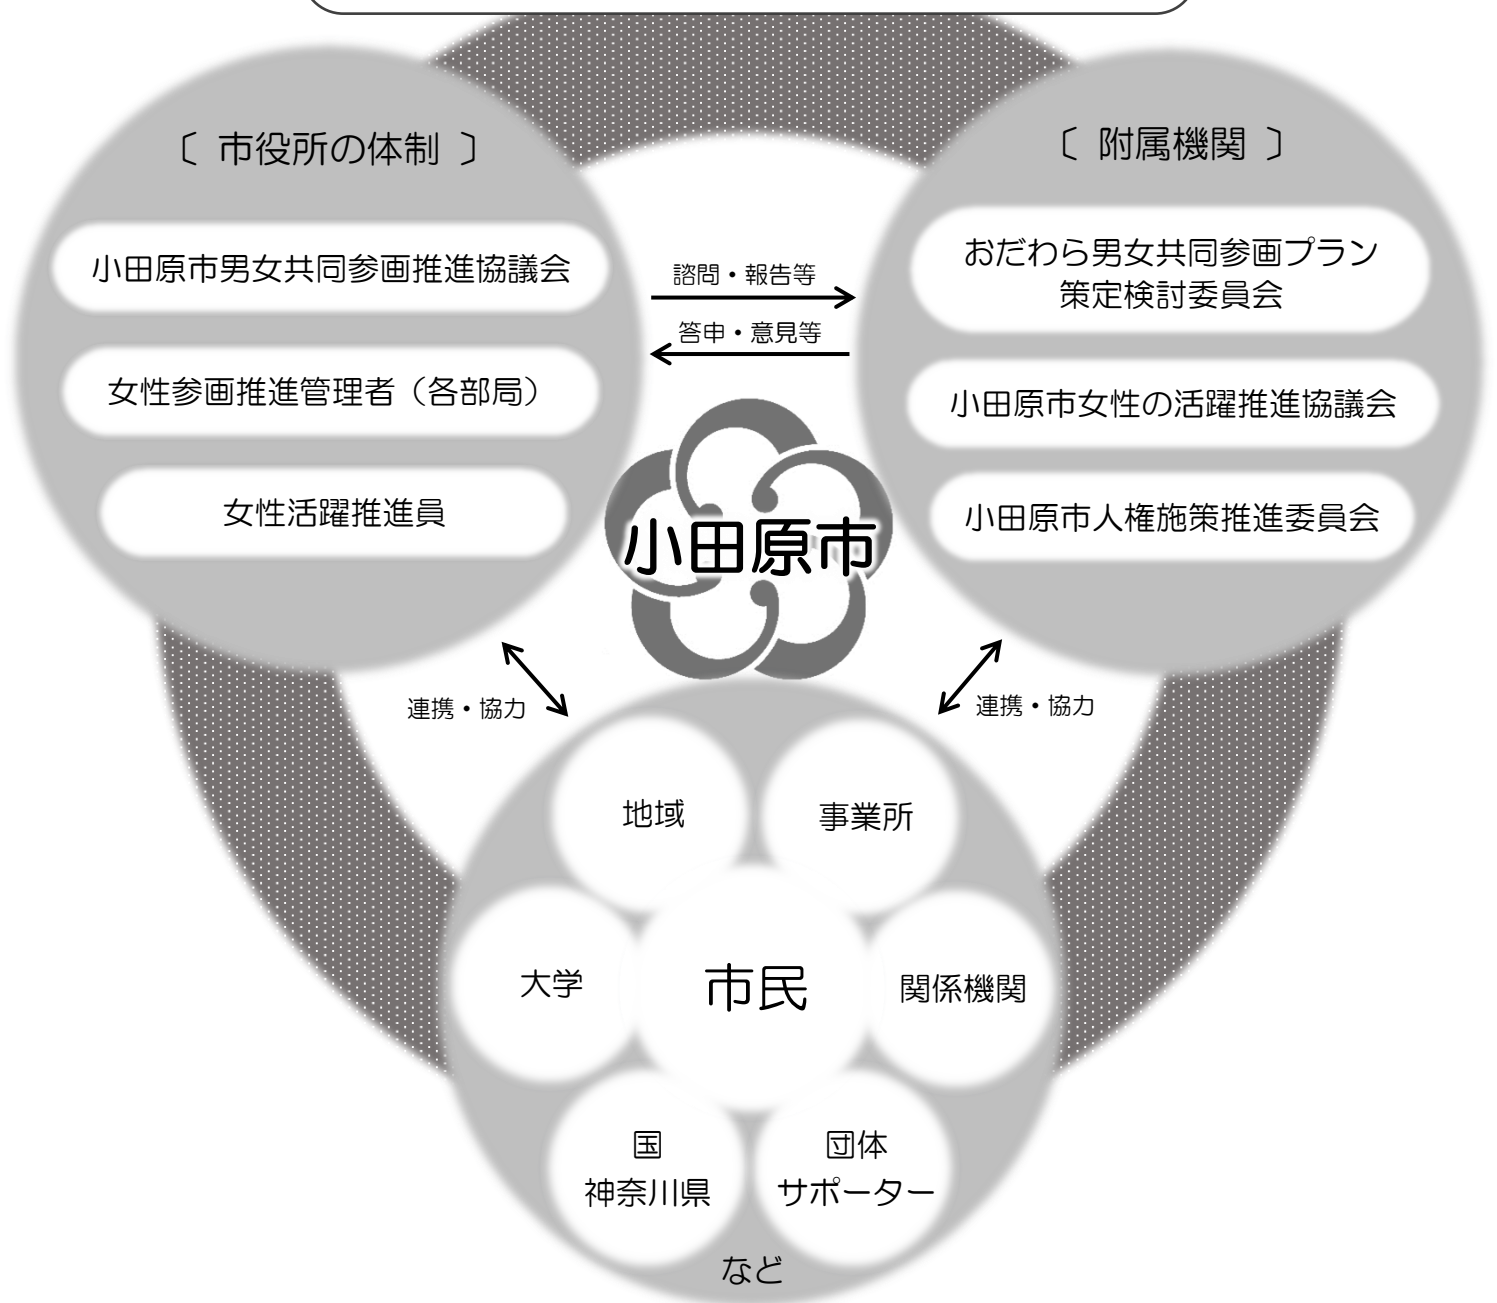 〔 市役所の体制 〕
小田原市男女共同参画推進協議会
女性参画推進管理者（各部局）
女性活躍推進員
諮問・報告等
答申・意見等
〔 附属機関 〕
おだわら男女共同参画プラン
策定検討委員会
小田原市女性の活躍推進協議会
小田原市人権施策推進委員会
小田原市
連携・協力
連携・協力
地域
事業所
大学
市民
関係機関
国
神奈川県
団体
サポーター
など